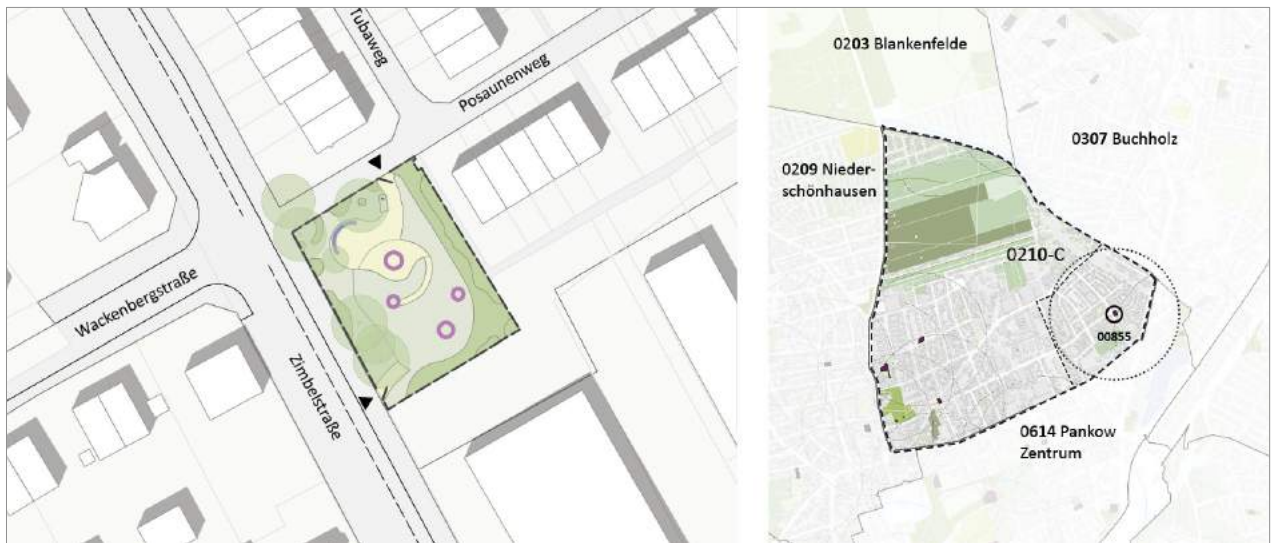 Tubaweg
Posaunenweg
Wackenbergstraße
Zimbelstraße
0203 Blankenfelde
0307 Buchholz
0209 Nieder-
schönhausen
0210-C
00855
0614 Pankow
Zentrum